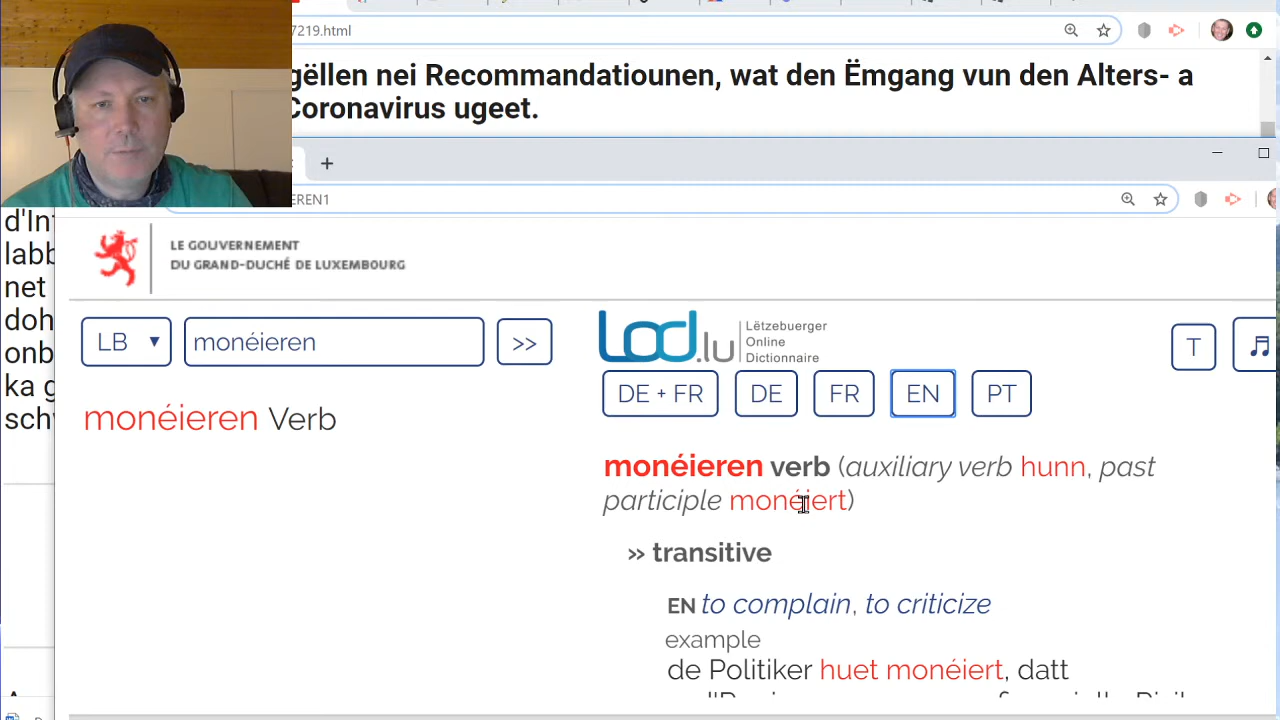 7219.html
gëllen nei Recommandatiounen, wat den Ëmgang vun den Alters- a
Coronavirus ugeet.
EREN1
d'In
labb
net
doh
onb
ka g
schv
LE GOUVERNEMENT
DU GRAND-DUCHÉ DE LUXEMBOURG
LB ▼ monéieren >>
monéieren Verb
Lod.lu Lëtzebuerger
Online
Dictionnaire
T
DE + FR DE FR EN PT
monéieren verb (auxiliary verb hunn, past
participle monéiert)
» transitive
EN to complain, to criticize
example
de Politiker huet monéiert, datt